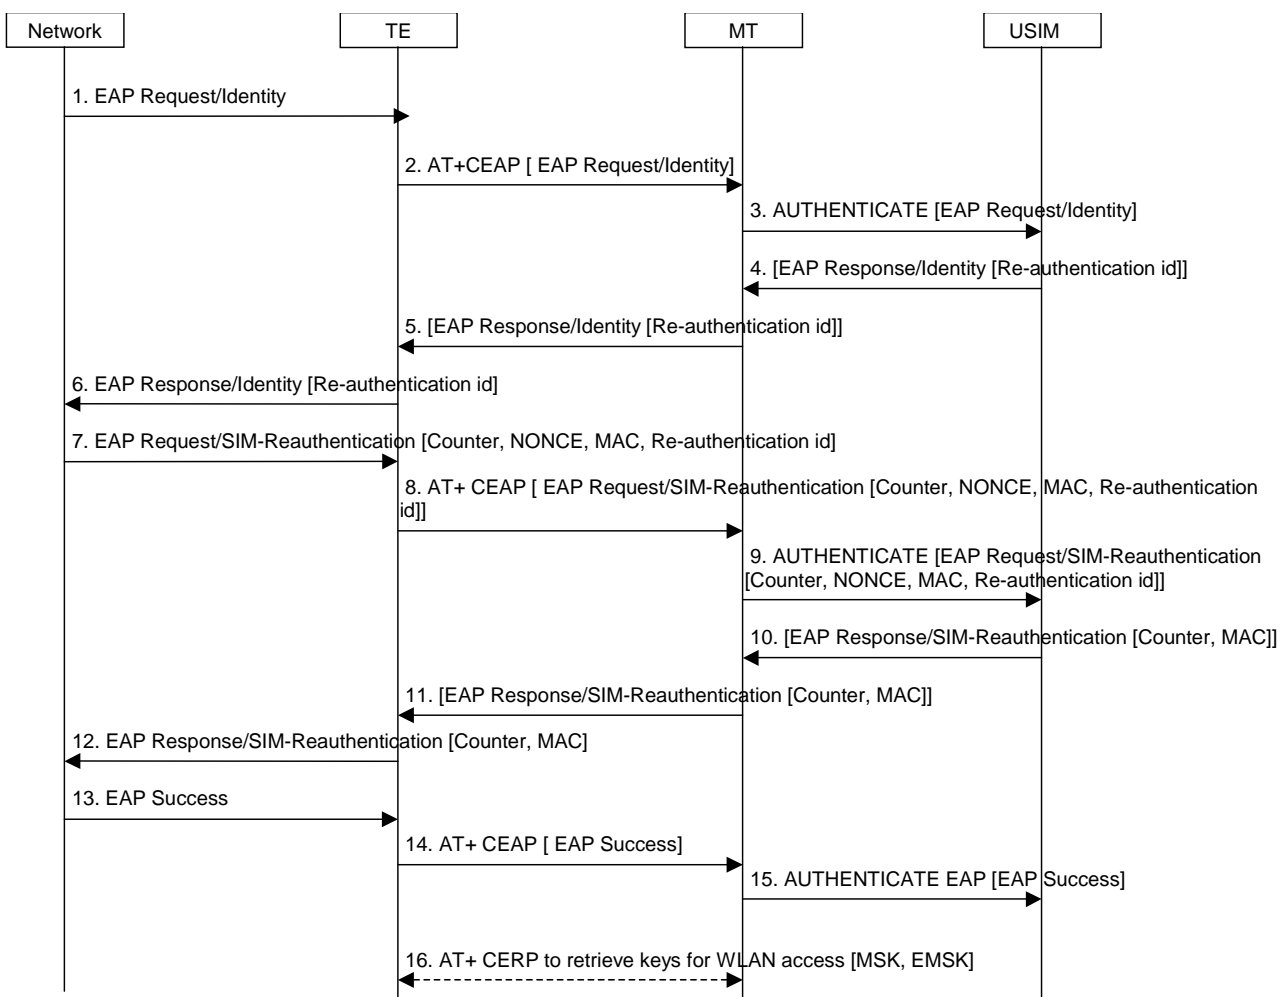 Network TE MT USIM
1. EAP Request/Identity
2. AT+CEAP [ EAP Request/Identity]
3. AUTHENTICATE [EAP Request/Identity]
4. [EAP Response/Identity [Re-authentication id]]
5. [EAP Response/Identity [Re-authentication id]]
6. EAP Response/Identity [Re-authentication id]
7. EAP Request/SIM-Reauthentication [Counter, NONCE, MAC, Re-authentication id]
8. AT+ CEAP [ EAP Request/SIM-Reauthentication [Counter, NONCE, MAC, Re-authentication
id]]
9. AUTHENTICATE [EAP Request/SIM-Reauthentication
[Counter, NONCE, MAC, Re-authentication id]]
10. [EAP Response/SIM-Reauthentication [Counter, MAC]]
11. [EAP Response/SIM-Reauthentication [Counter, MAC]]
12. EAP Response/SIM-Reauthentication [Counter, MAC]
13. EAP Success
14. AT+ CEAP [ EAP Success]
15. AUTHENTICATE EAP [EAP Success]
16. AT+ CERP to retrieve keys for WLAN access [MSK, EMSK]